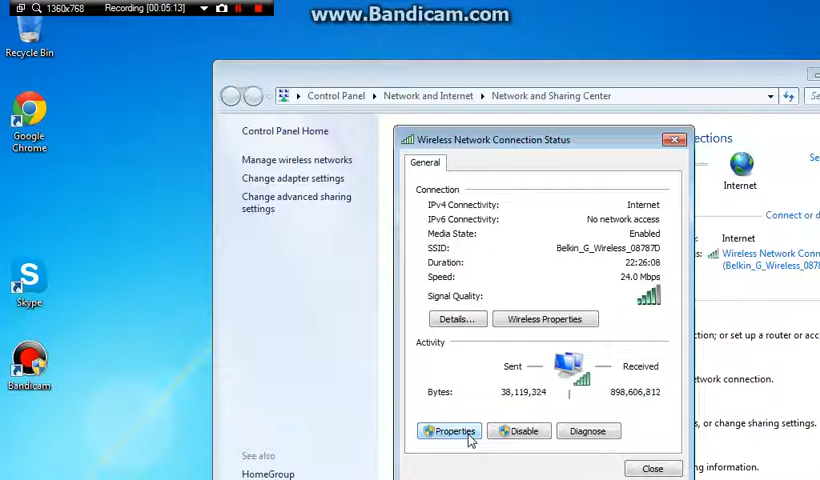 1360x768 Recording [00:05:13]
www.Bandicam.com
Recycle Bin
Google
Chrome
Skype
Bandicam
Control Panel Network and Internet Network and Sharing Center
Control Panel Home
Manage wireless networks
Change adapter settings
Change advanced sharing
settings
See also
HomeGroup
Wireless Network Connection Status
General
Connection
IPv4 Connectivity: Internet
IPv6 Connectivity: No network access
Media State: Enabled
SSID: Belkin_G_Wireless_08787D
Duration: 22:26:08
Speed: 24.0 Mbps
Signal Quality:
Details... Wireless Properties
Activity
Sent Received
Bytes: 38,119,324 898,606,812
Properties Disable Diagnose
Close
Internet
Connect or d
Internet
Wireless Network Conn
(Belkin_G_Wireless_0878
ction; or set up a router or acc
etwork connection.
s, or change sharing settings.
ting information.